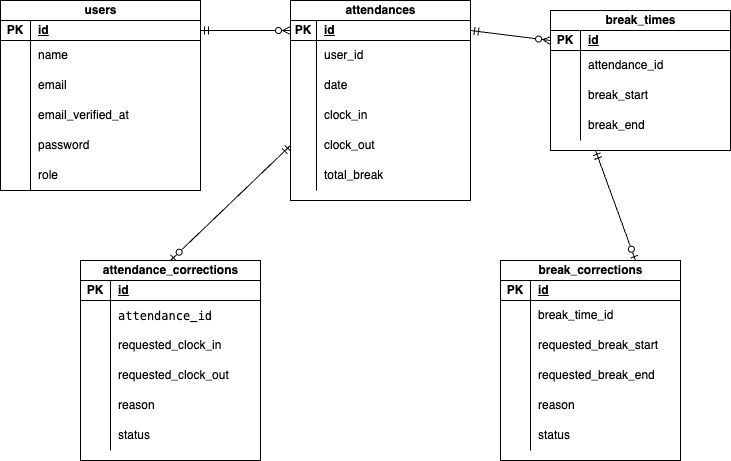 users
PK id
name
email
email_verified_at
password
role
attendances
PK id
user_id
date
clock_in
clock_out
total_break
break_times
PK id
attendance_id
break_start
break_end
attendance_corrections
PK id
attendance_id
requested_clock_in
requested_clock_out
reason
status
break_corrections
PK id
break_time_id
requested_break_start
requested_break_end
reason
status